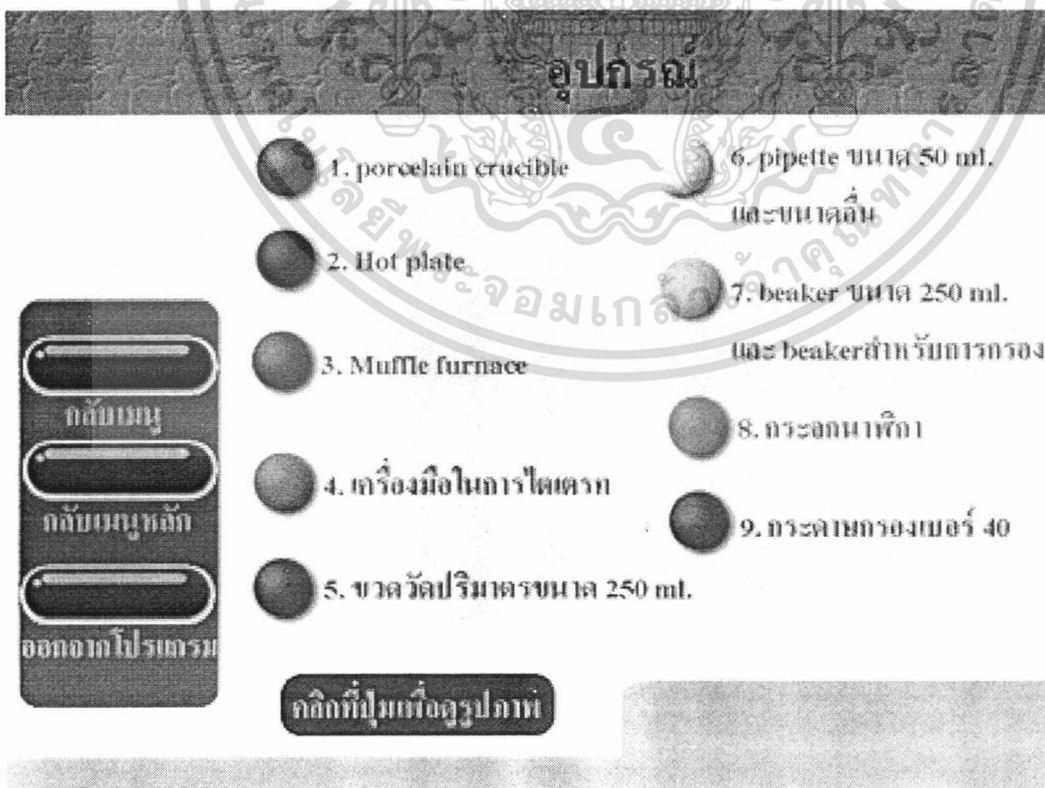 อุปกรณ์
1. porcelain crucible
2. Hot plate
3. Muffle furnace
4. เครื่องมือในการไตเตรท
5. ขวดวัดปริมาตรขนาด 250 ml.
6. pipette ขนาด 50 ml.
และขนาดอื่น
7. beaker ขนาด 250 ml.
และ beakerสำหรับการกรอง
8. กระจกนาฬิกา
9. กระดาษกรองเบอร์ 40
กลับเมนู
กลับเมนูหลัก
ออกจากโปรแกรม
คลิกที่ปุ่มเพื่อดูรูปภาพ